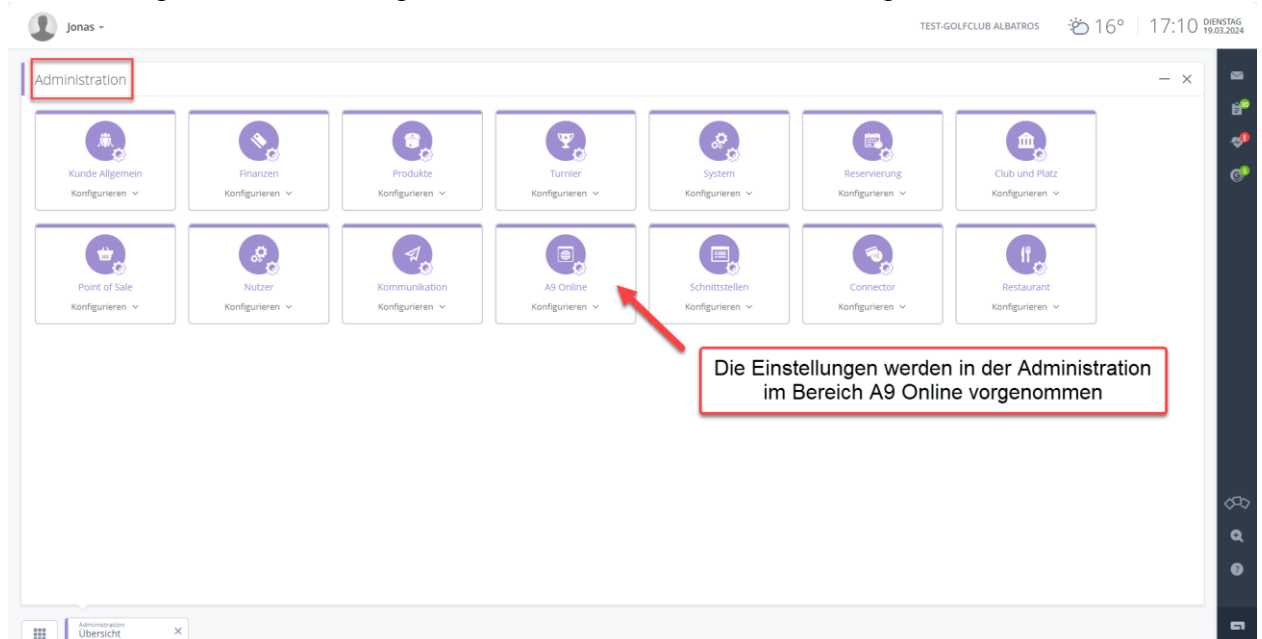 Jonas
TEST-GOLFCLUB ALBATROS
16°
17:10
DIENSTAG
19.03.2024
Administration
Kunde Allgemein
Finanzen
Produkte
Turnier
System
Reservierung
Club und Platz
Konfigurieren
Konfigurieren
Konfigurieren
Konfigurieren
Konfigurieren
Konfigurieren
Konfigurieren
Point of Sale
Nutzer
Kommunikation
A9 Online
Schnittstellen
Connector
Restaurant
Konfigurieren
Konfigurieren
Konfigurieren
Konfigurieren
Konfigurieren
Konfigurieren
Konfigurieren
Die Einstellungen werden in der Administration
im Bereich A9 Online vorgenommen
Administration
Übersicht